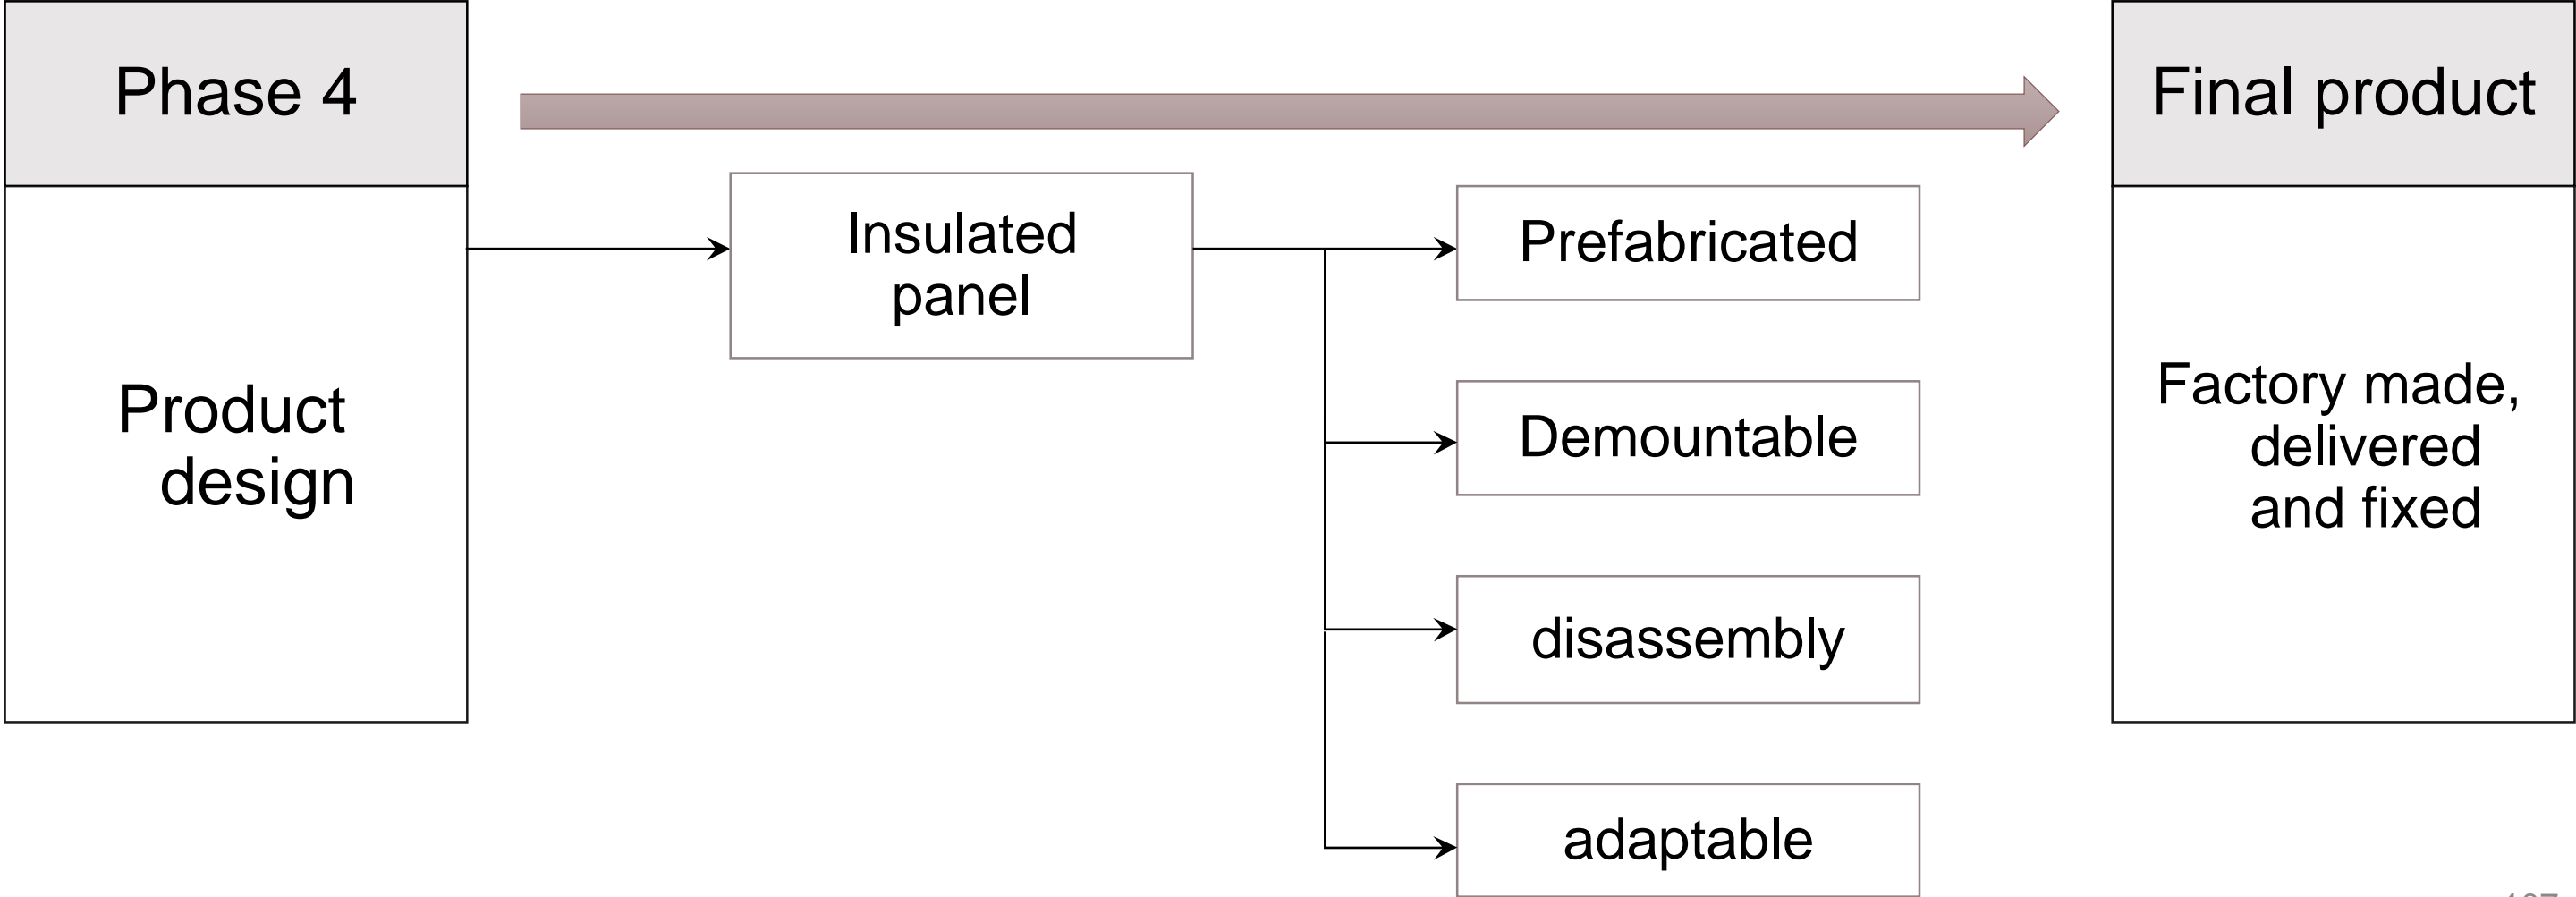 Phase 4
Final product
Product
design
Insulated
panel
Prefabricated
Demountable
disassembly
adaptable
Factory made,
delivered
and fixed